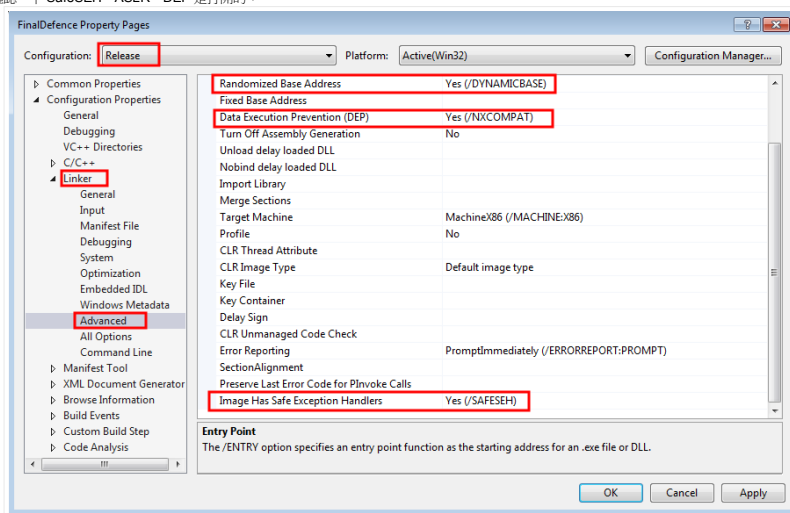 SafeSEH、ASLR、DEP 是打開的。
FinalDefence Property Pages
Configuration: Release Platform: Active(Win32) Configuration Manager...
Common Properties
Configuration Properties
General
Debugging
VC++ Directories
C/C++
Linker
General
Input
Manifest File
Debugging
System
Optimization
Embedded IDL
Windows Metadata
Advanced
All Options
Command Line
Manifest Tool
XML Document Generator
Browse Information
Build Events
Custom Build Step
Code Analysis
Randomized Base Address Yes (/DYNAMICBASE)
Fixed Base Address
Data Execution Prevention (DEP) Yes (/NXCOMPAT)
Turn Off Assembly Generation No
Unload delay loaded DLL
Nobind delay loaded DLL
Import Library
Merge Sections
Target Machine MachineX86 (/MACHINE:X86)
Profile No
CLR Thread Attribute
CLR Image Type Default image type
Key File
Key Container
Delay Sign
CLR Unmanaged Code Check
Error Reporting PromptImmediately (/ERRORREPORT:PROMPT)
SectionAlignment
Preserve Last Error Code for PInvoke Calls
Image Has Safe Exception Handlers Yes (/SAFESEH)
Entry Point
The /ENTRY option specifies an entry point function as the starting address for an .exe file or DLL.
OK Cancel Apply